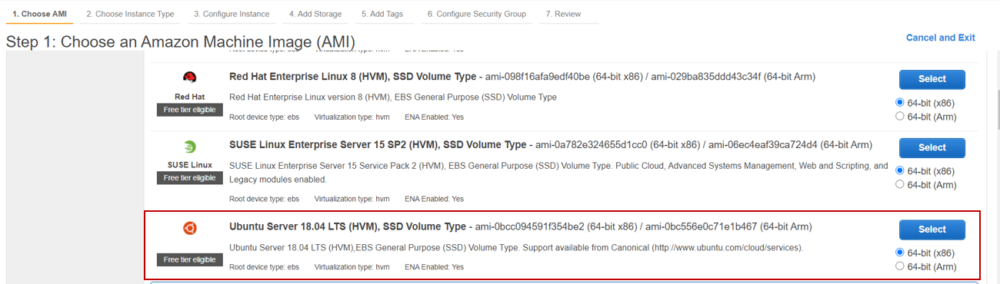 1. Choose AMI 2. Choose Instance Type 3. Configure Instance 4. Add Storage 5. Add Tags 6. Configure Security Group 7. Review
Step 1: Choose an Amazon Machine Image (AMI) Cancel and Exit
Root device type: ebs Virtualization type: hvm ENA Enabled: Yes
Red Hat Enterprise Linux 8 (HVM), SSD Volume Type - ami-098f16afa9edf40be (64-bit x86) / ami-029ba835ddd43c34f (64-bit Arm) Select
Red Hat Red Hat Enterprise Linux version 8 (HVM), EBS General Purpose (SSD) Volume Type 64-bit (x86)
Free tier eligible
Root device type: ebs Virtualization type: hvm ENA Enabled: Yes 64-bit (Arm)
SUSE Linux Enterprise Server 15 SP2 (HVM), SSD Volume Type - ami-0a782e324655d1cc0 (64-bit x86) / ami-06ec4eaf39ca724d4 (64-bit Arm) Select
SUSE Linux SUSE Linux Enterprise Server 15 Service Pack 2 (HVM), EBS General Purpose (SSD) Volume Type. Public Cloud, Advanced Systems Management, Web and Scripting, and 64-bit (x86)
Free tier eligible Legacy modules enabled. 64-bit (Arm)
Root device type: ebs Virtualization type: hvm ENA Enabled: Yes
Ubuntu Server 18.04 LTS (HVM), SSD Volume Type - ami-0bcc094591f354be2 (64-bit x86) / ami-0bc556e0c71e1b467 (64-bit Arm) Select
Ubuntu Server 18.04 LTS (HVM),EBS General Purpose (SSD) Volume Type. Support available from Canonical (http://www.ubuntu.com/cloud/services). 64-bit (x86)
Free tier eligible
Root device type: ebs Virtualization type: hvm ENA Enabled: Yes 64-bit (Arm)